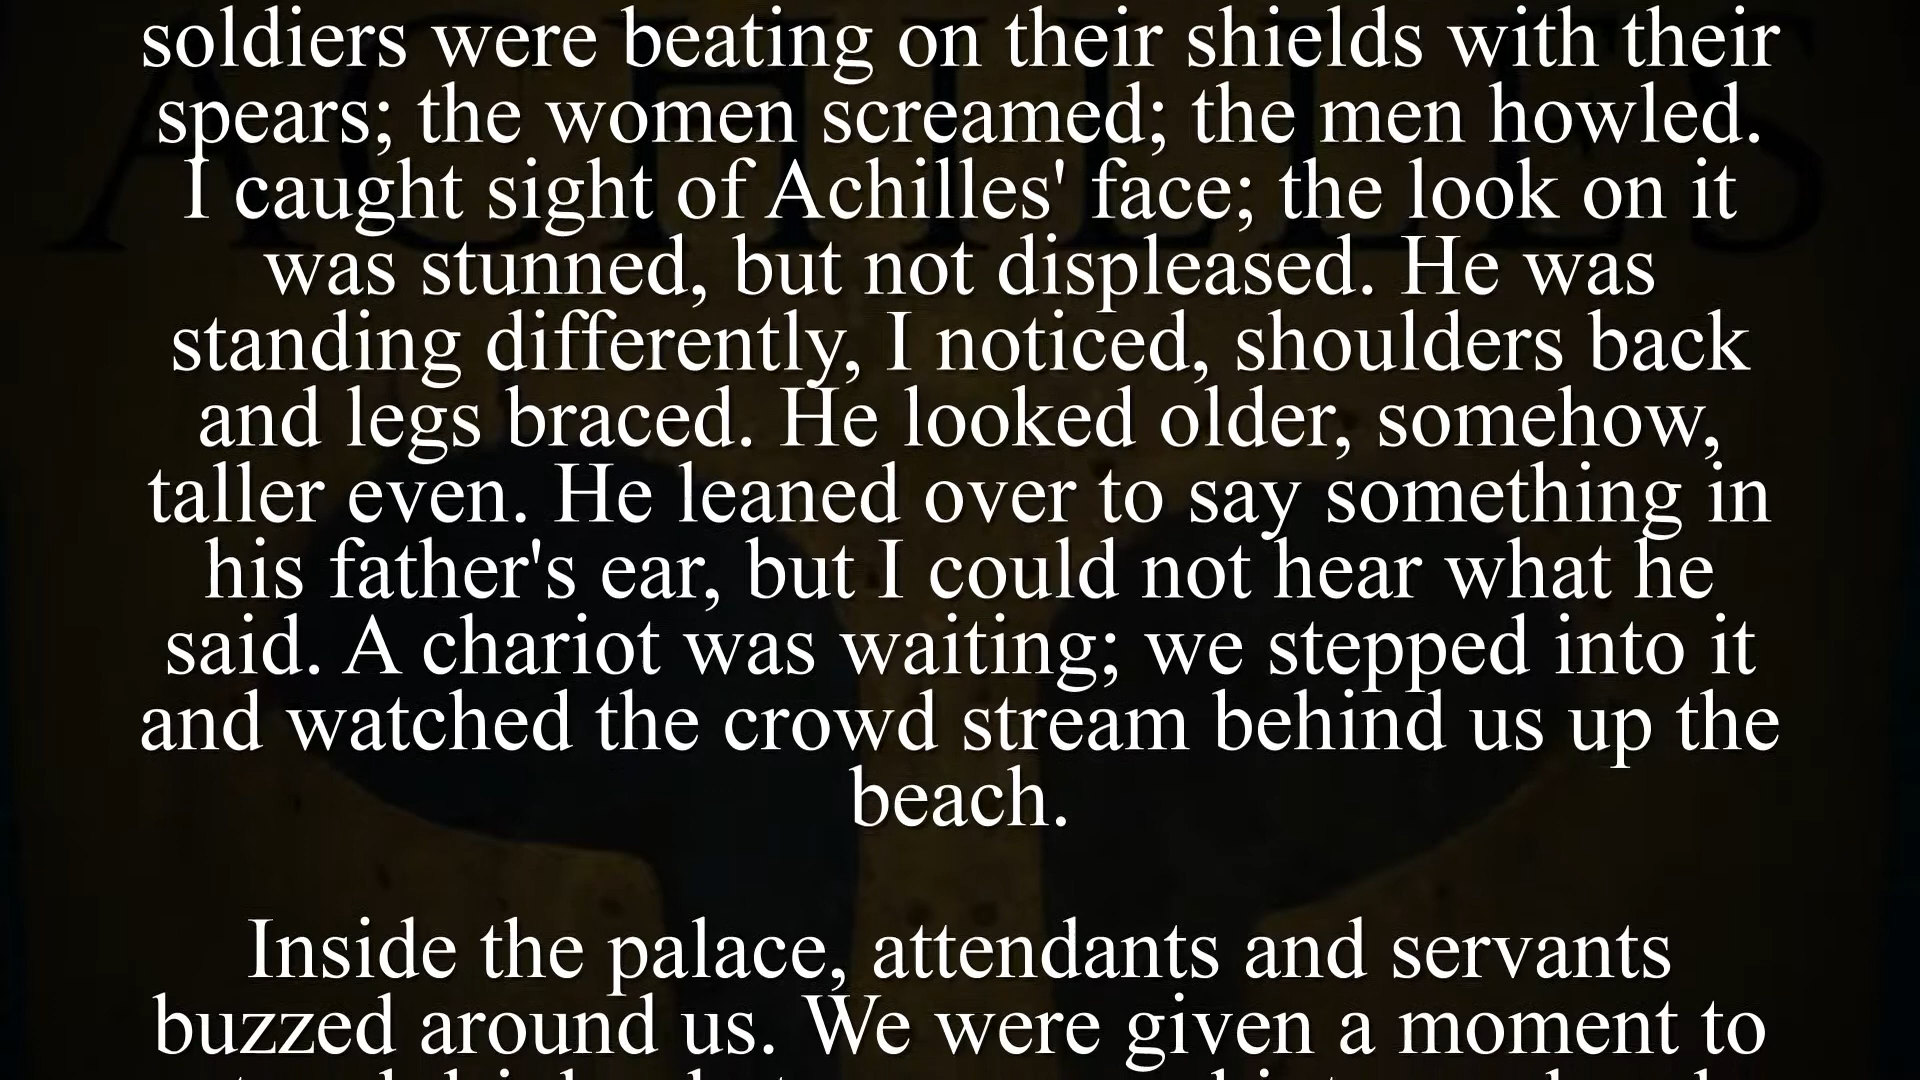 ACHILLES
soldiers were beating on their shields with their
spears; the women screamed; the men howled.
I caught sight of Achilles' face; the look on it
was stunned, but not displeased. He was
standing differently, I noticed, shoulders back
and legs braced. He looked older, somehow,
taller even. He leaned over to say something in
his father's ear, but I could not hear what he
said. A chariot was waiting; we stepped into it
and watched the crowd stream behind us up the
beach.
Inside the palace, attendants and servants
buzzed around us. We were given a moment to